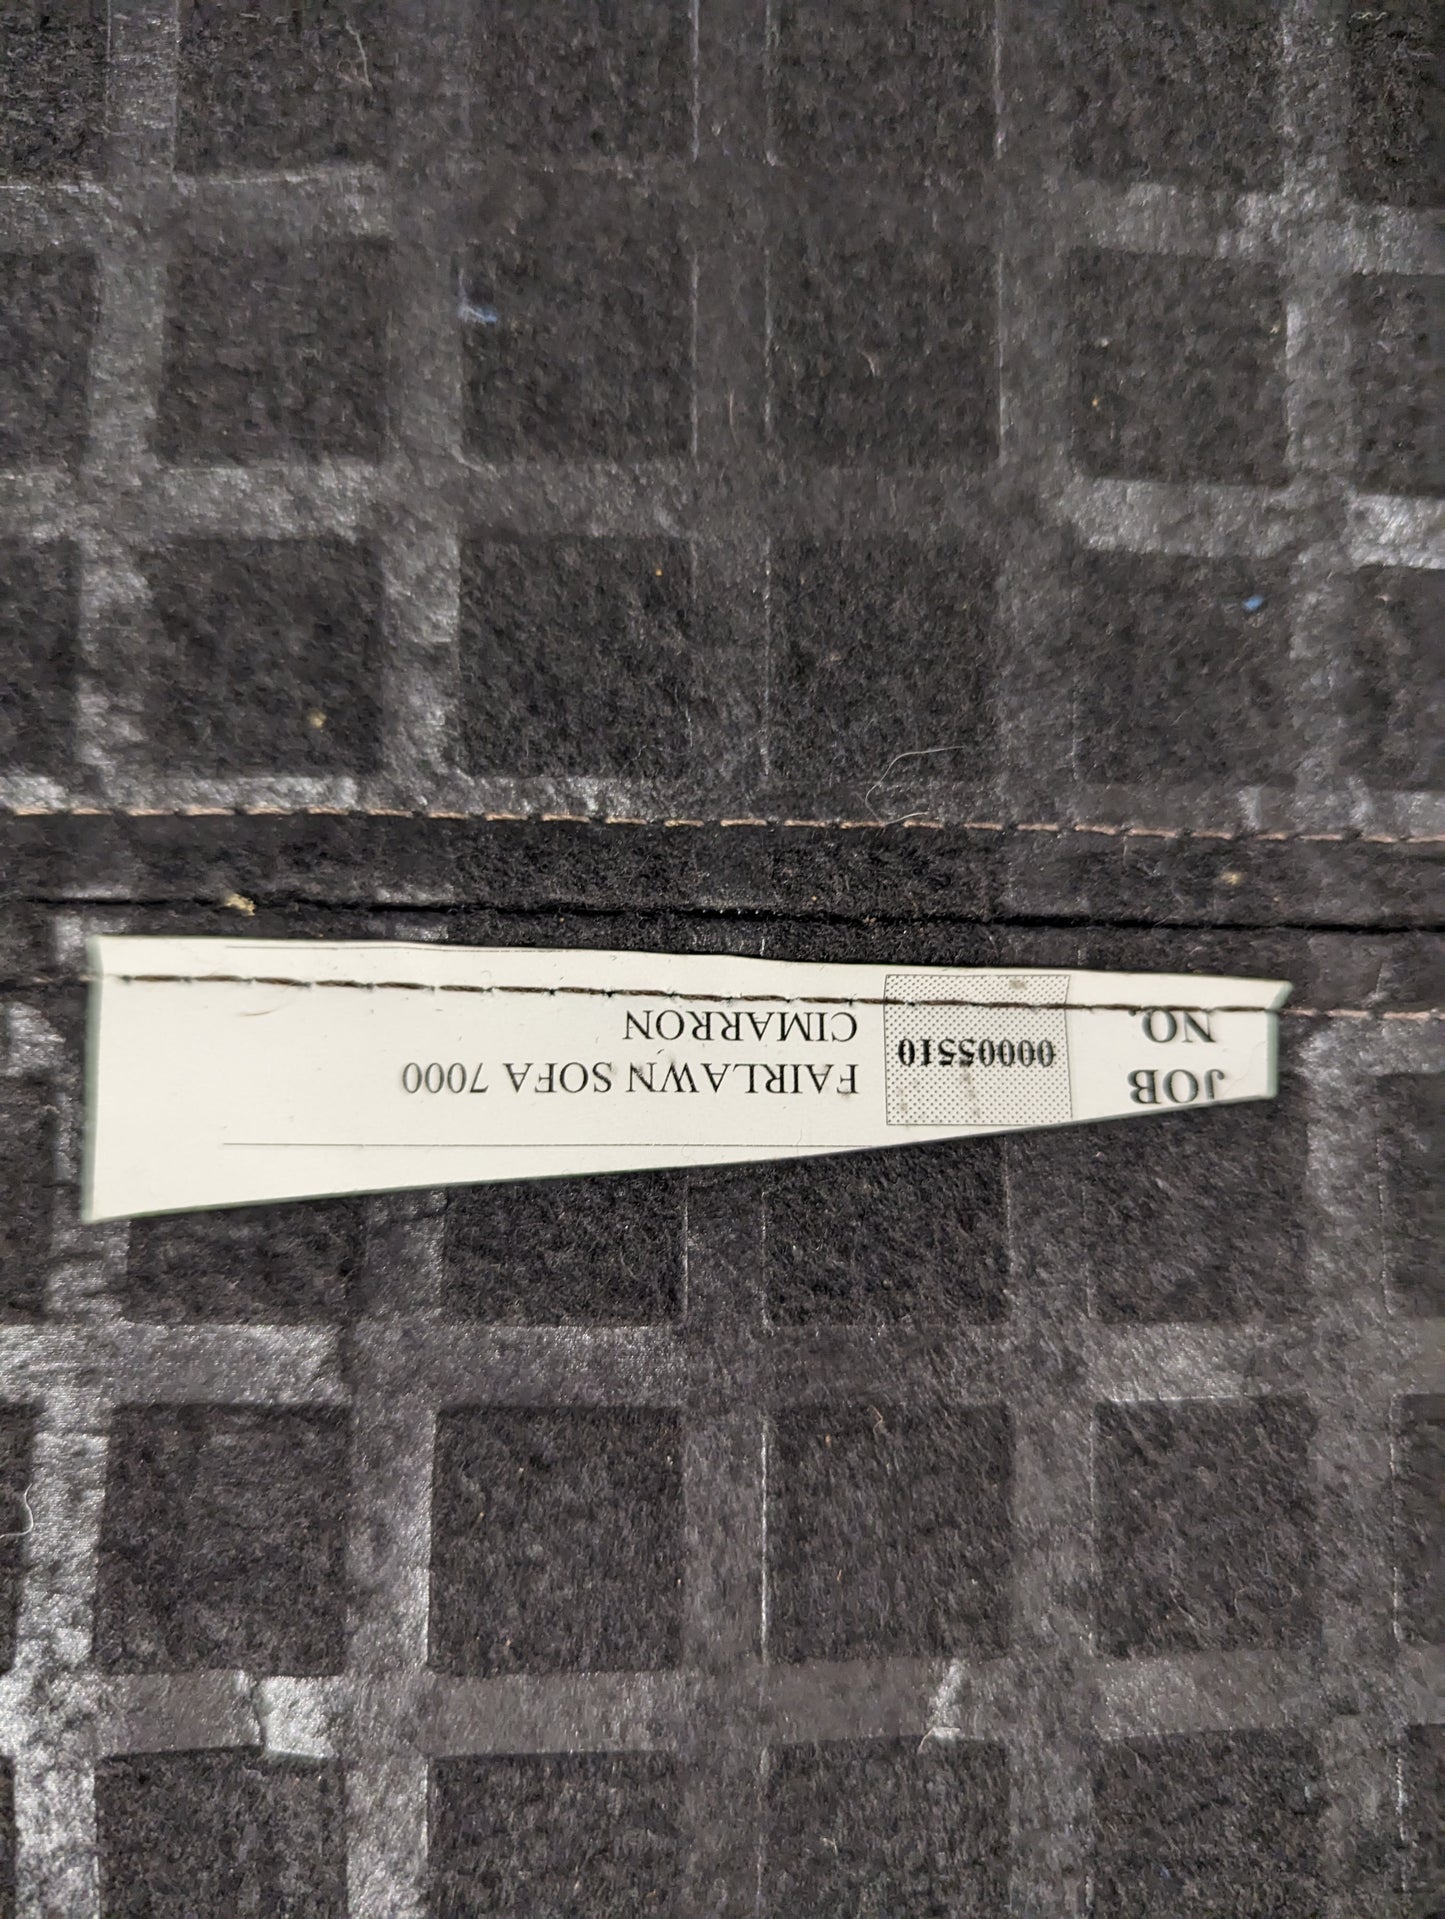 JOB
NO.
00005510
FAIRLAWN SOFA 7000
CIMARRON